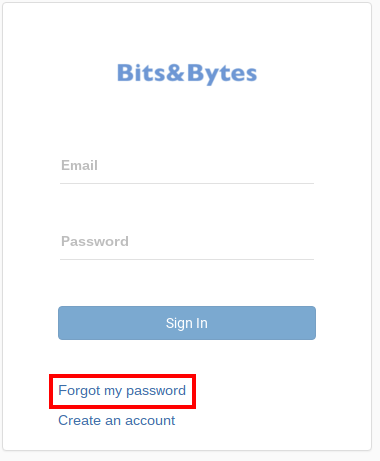 Bits&Bytes
Email
Password
Sign In
Forgot my password
Create an account